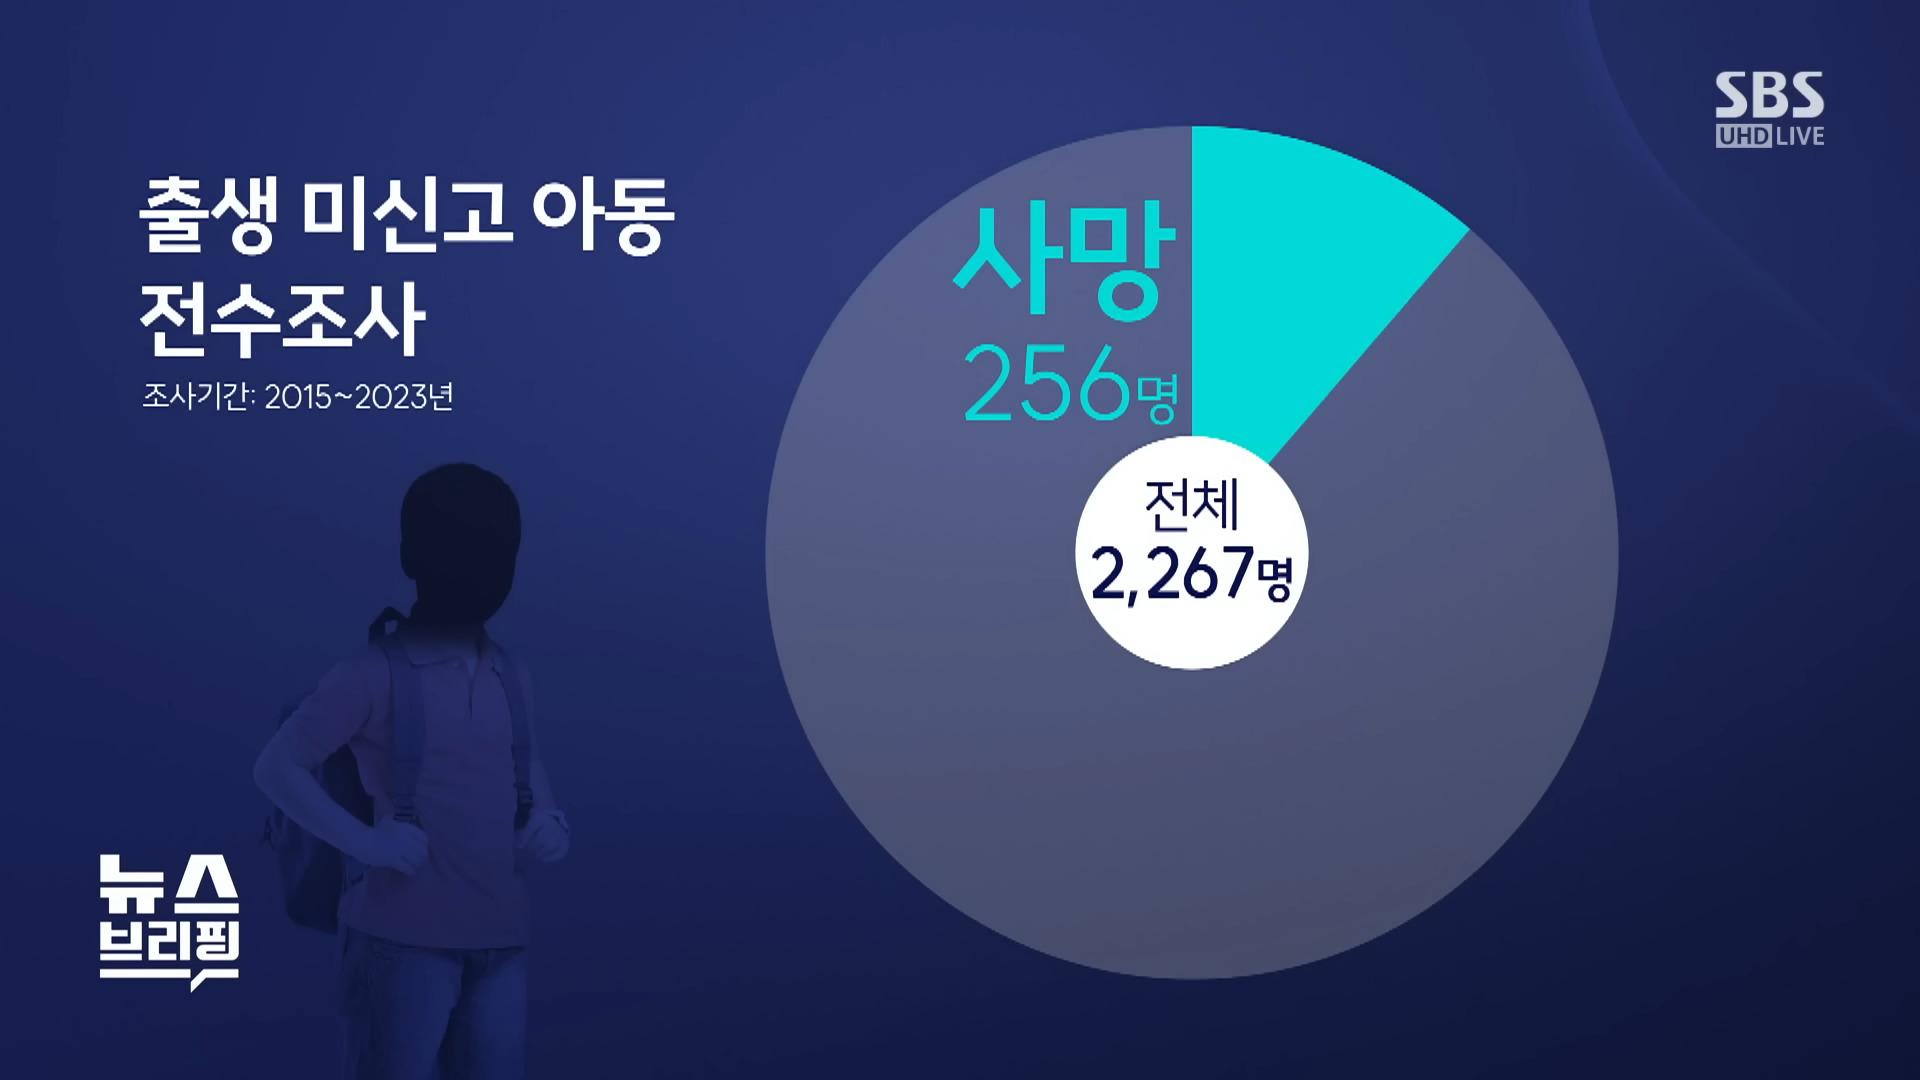 SBS
UHD LIVE
출생 미신고 아동
전수조사
조사기간: 2015~2023년
사망
256명
전체
2,267명
뉴스
브리핑